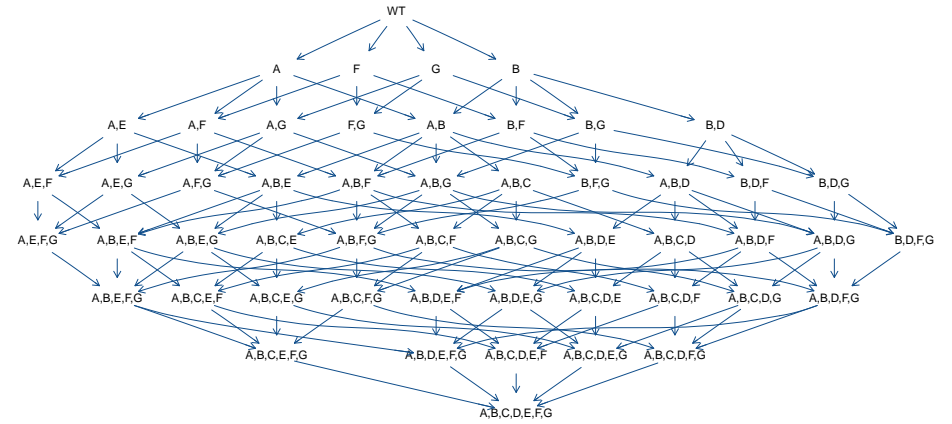 WT
A F G B
A,E A,F A,G F,G A,B B,F B,G B,D
A,E,F A,E,G A,F,G A,B,E A,B,F A,B,G A,B,C B,F,G A,B,D B,D,F B,D,G
A,E,F,G A,B,E,F A,B,E,G A,B,C,E A,B,F,G A,B,C,F A,B,C,G A,B,D,E A,B,C,D A,B,D,F A,B,D,G B,D,F,G
A,B,E,F,G A,B,C,E,F A,B,C,E,G A,B,C,F,G A,B,D,E,F A,B,D,E,G A,B,C,D,E A,B,C,D,F A,B,C,D,G A,B,D,F,G
A,B,C,E,F,G A,B,D,E,F,G A,B,C,D,E,F A,B,C,D,E,G A,B,C,D,F,G
A,B,C,D,E,F,G